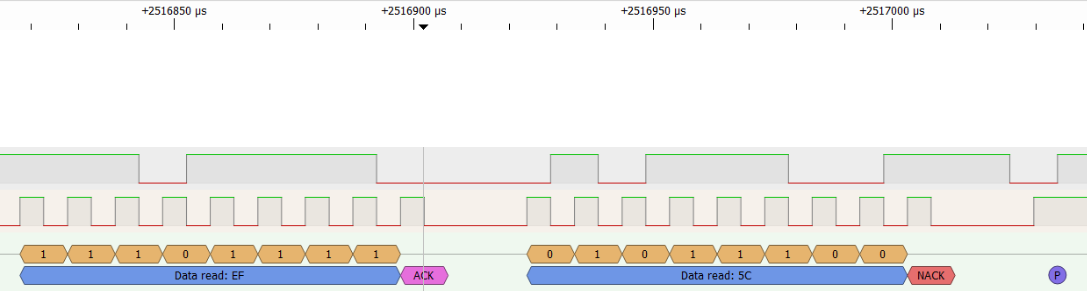 +2516850 µs +2516900 µs +2516950 µs +2517000 µs
1 1 1 0 1 1 1 1 0 1 0 1 1 1 0 0
Data read: EF ACK Data read: 5C NACK P